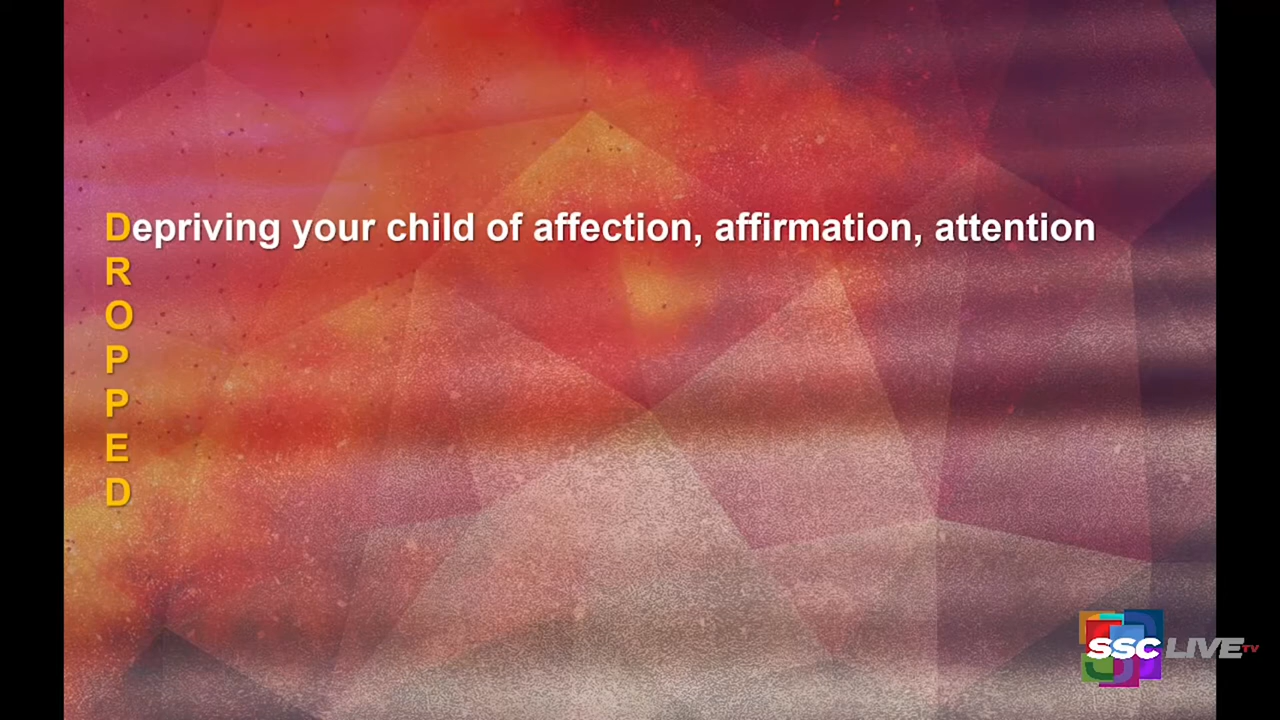 Depriving your child of affection, affirmation, attention
R
O
P
P
E
D
SSC LIVE TV